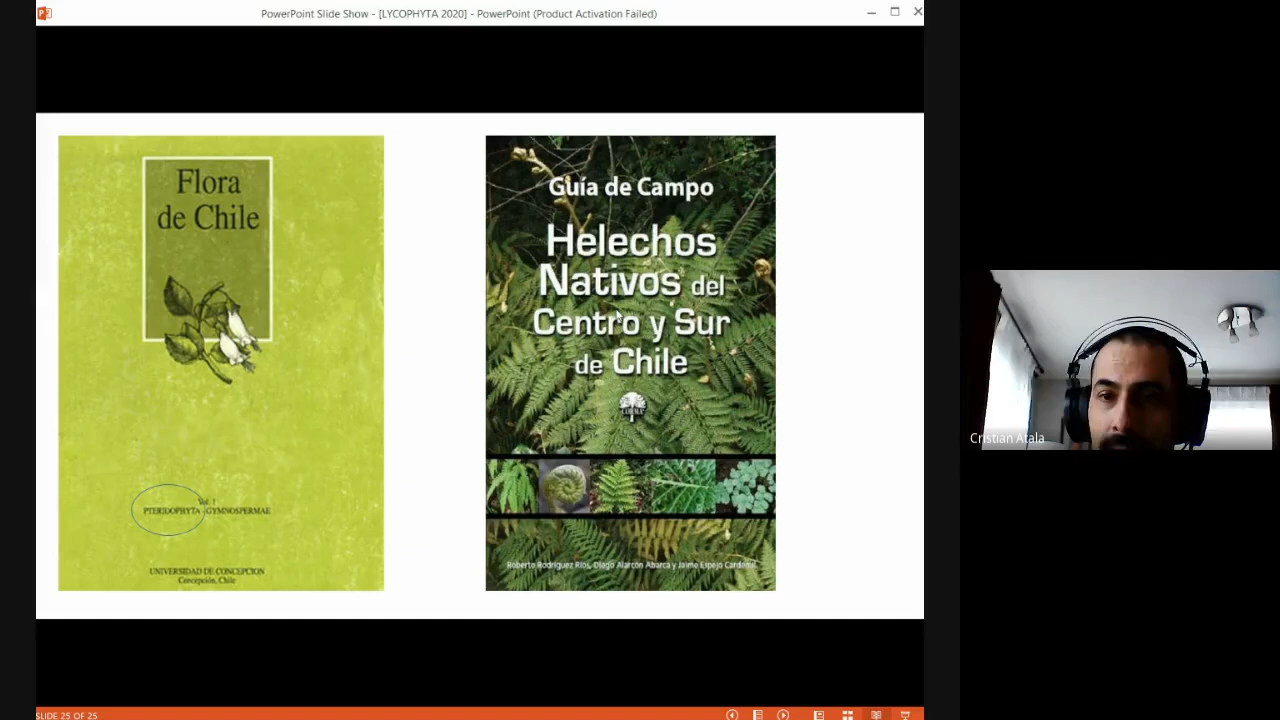 PowerPoint Slide Show - [LYCOPHYTA 2020] - PowerPoint (Product Activation Failed)
Flora
de Chile
Vol. 1
PTERIDOPHYTA - GYMNOSPERMAE
UNIVERSIDAD DE CONCEPCION
Concepción, Chile
Guía de Campo
Helechos
Nativos del
Centro y Sur
de Chile
CORMA
Roberto Rodríguez Ríos, Diego Alarcón Abarca y Jaime Espejo Cardemil
Cristian Atala
SLIDE 25 OF 25